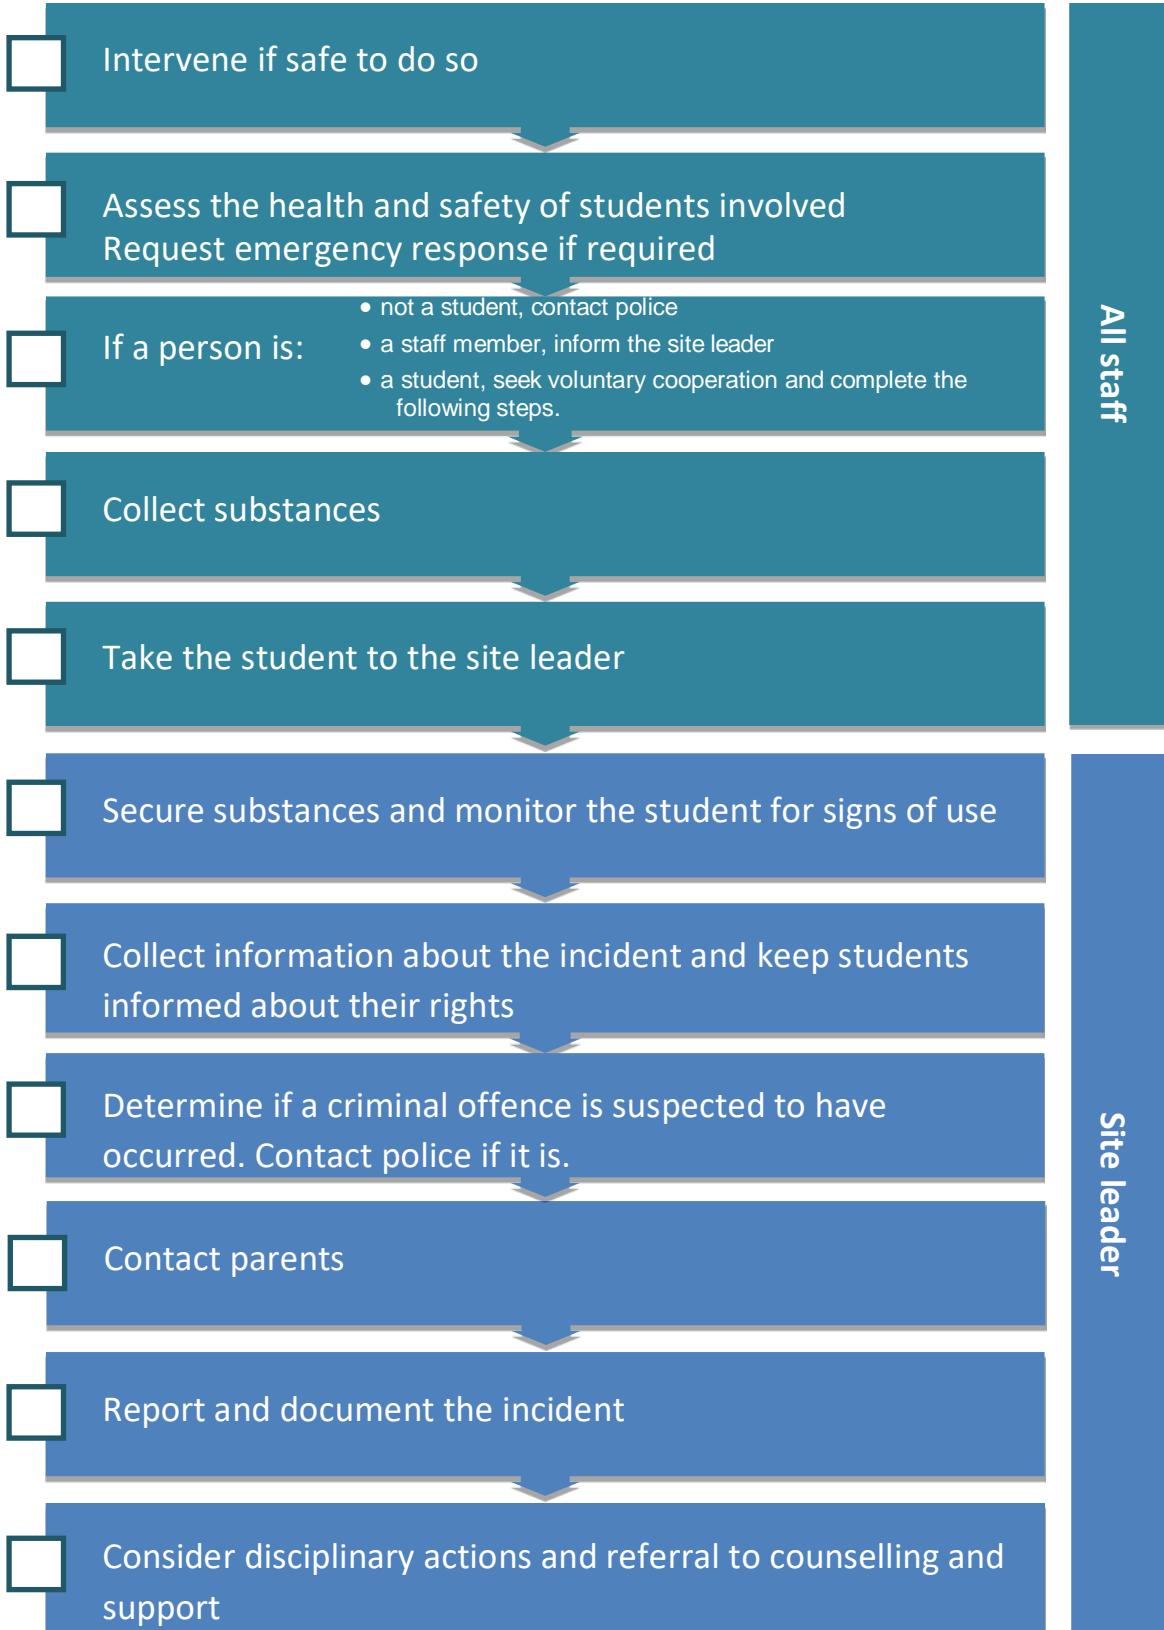 Intervene if safe to do so
Assess the health and safety of students involved
Request emergency response if required
If a person is:
• not a student, contact police
• a staff member, inform the site leader
• a student, seek voluntary cooperation and complete the
following steps.
Collect substances
Take the student to the site leader
All staff
Secure substances and monitor the student for signs of use
Collect information about the incident and keep students
informed about their rights
Determine if a criminal offence is suspected to have
occurred. Contact police if it is.
Contact parents
Report and document the incident
Consider disciplinary actions and referral to counselling and
support
Site leader